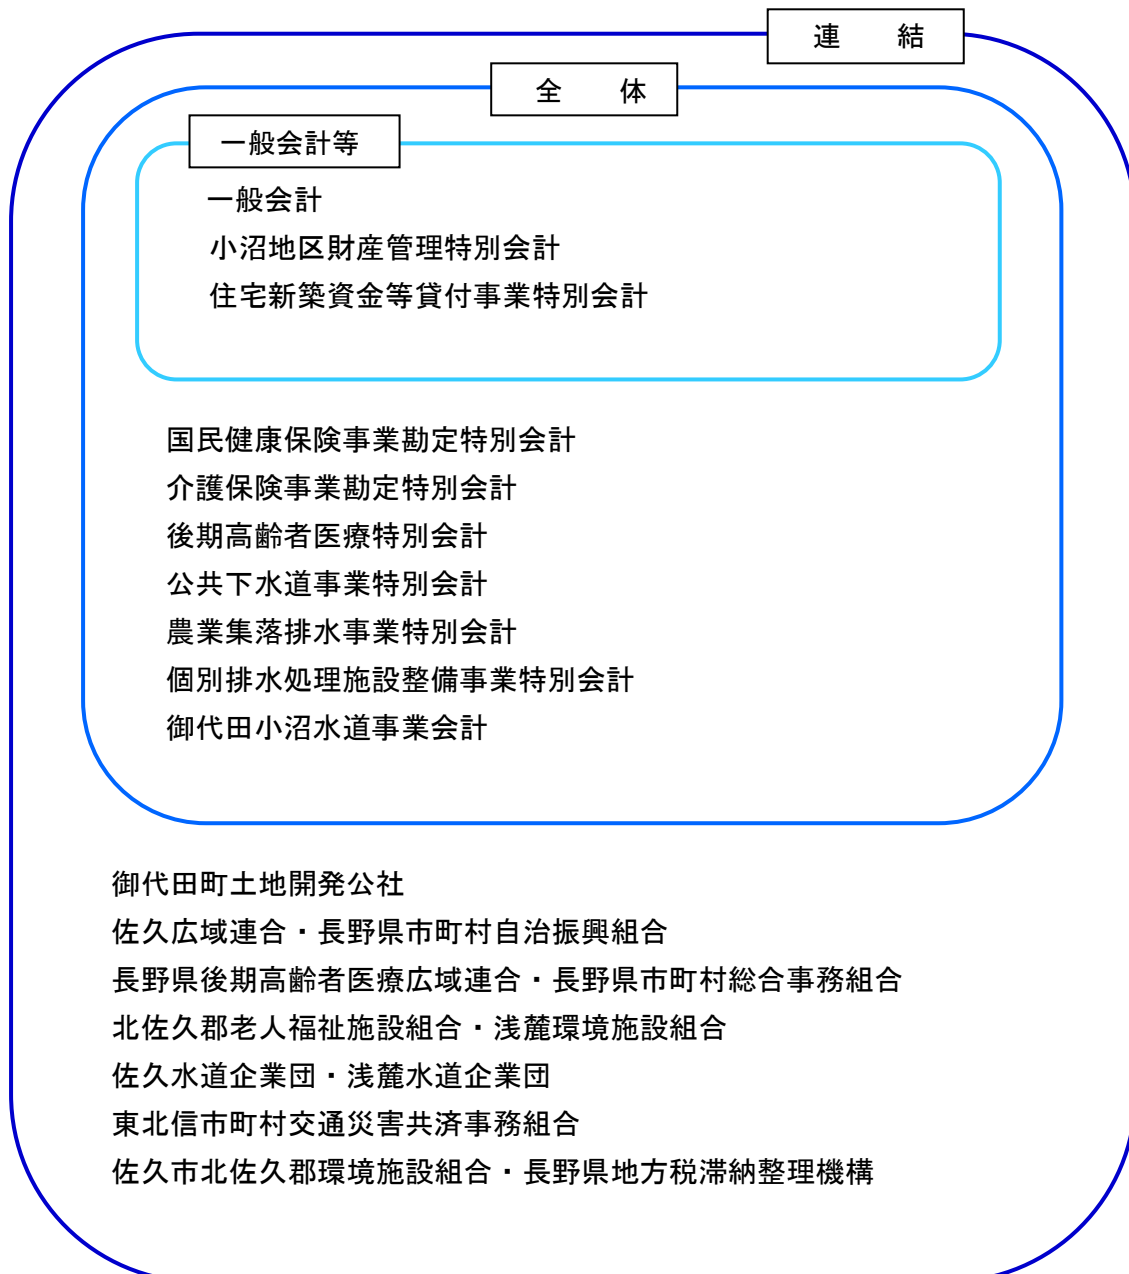 連　　結
全　　体
一般会計等
一般会計
小沼地区財産管理特別会計
住宅新築資金等貸付事業特別会計
国民健康保険事業勘定特別会計
介護保険事業勘定特別会計
後期高齢者医療特別会計
公共下水道事業特別会計
農業集落排水事業特別会計
個別排水処理施設整備事業特別会計
御代田小沼水道事業会計
御代田町土地開発公社
佐久広域連合・長野県市町村自治振興組合
長野県後期高齢者医療広域連合・長野県市町村総合事務組合
北佐久郡老人福祉施設組合・浅麓環境施設組合
佐久水道企業団・浅麓水道企業団
東北信市町村交通災害共済事務組合
佐久市北佐久郡環境施設組合・長野県地方税滞納整理機構